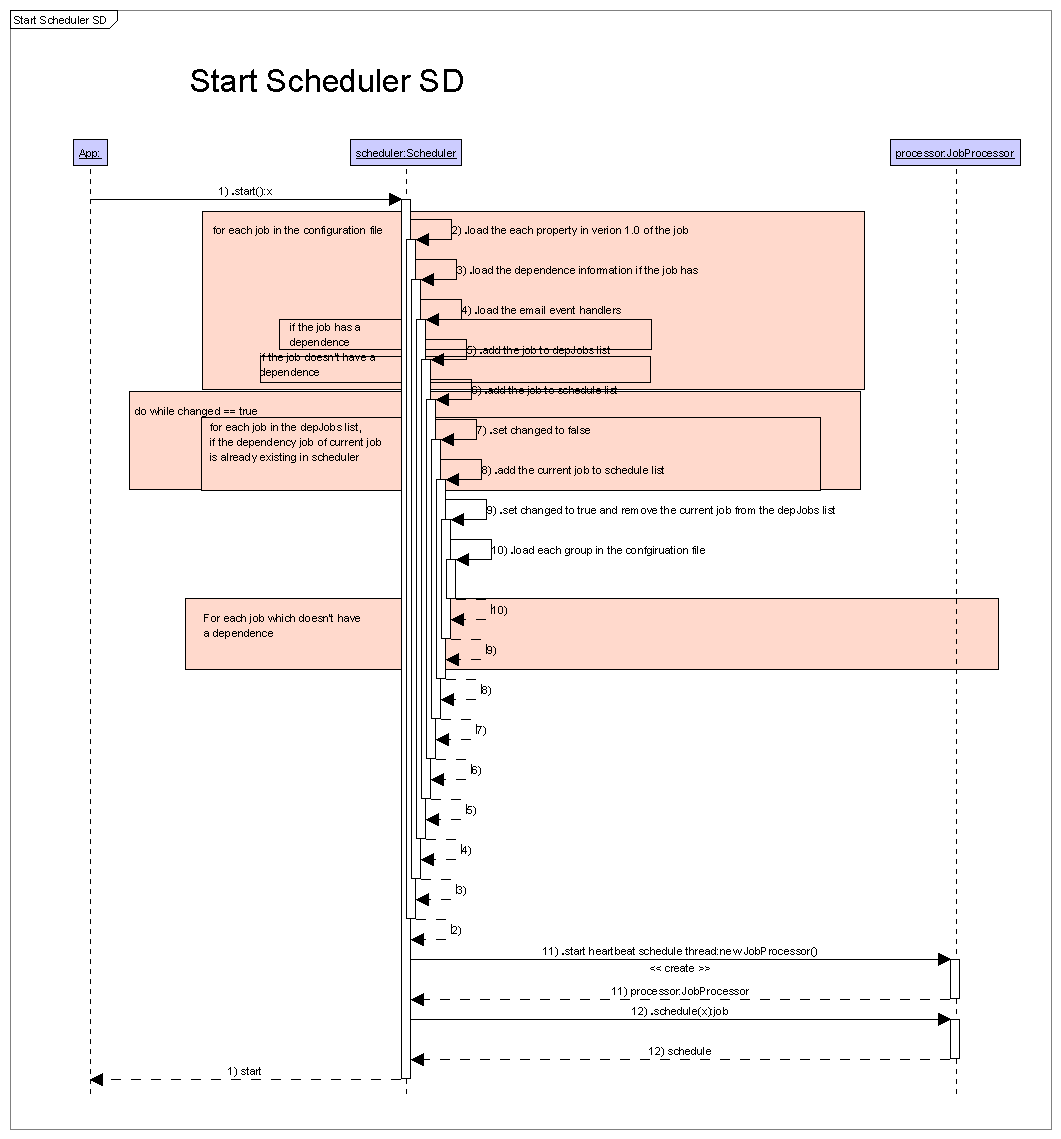 Start Scheduler SD
Start Scheduler SD
App:
scheduler:Scheduler
processor:JobProcessor
1) .start():x
for each job in the configuration file
2) .load the each property in verion 1.0 of the job
3) .load the dependence information if the job has
4) .load the email event handlers
if the job has a
dependence
5) .add the job to depJobs list
if the job doesn't have a
dependence
6) .add the job to schedule list
do while changed == true
for each job in the depJobs list,
if the dependency job of current job
is already existing in scheduler
7) .set changed to false
8) .add the current job to schedule list
9) .set changed to true and remove the current job from the depJobs list
10) .load each group in the confgiruation file
For each job which doesn't have
a dependence
10)
9)
8)
7)
6)
5)
4)
3)
2)
11) .start heartbeat schedule thread:new JobProcessor()
<< create >>
11) processor:JobProcessor
12) .schedule(x):job
12) schedule
1) start